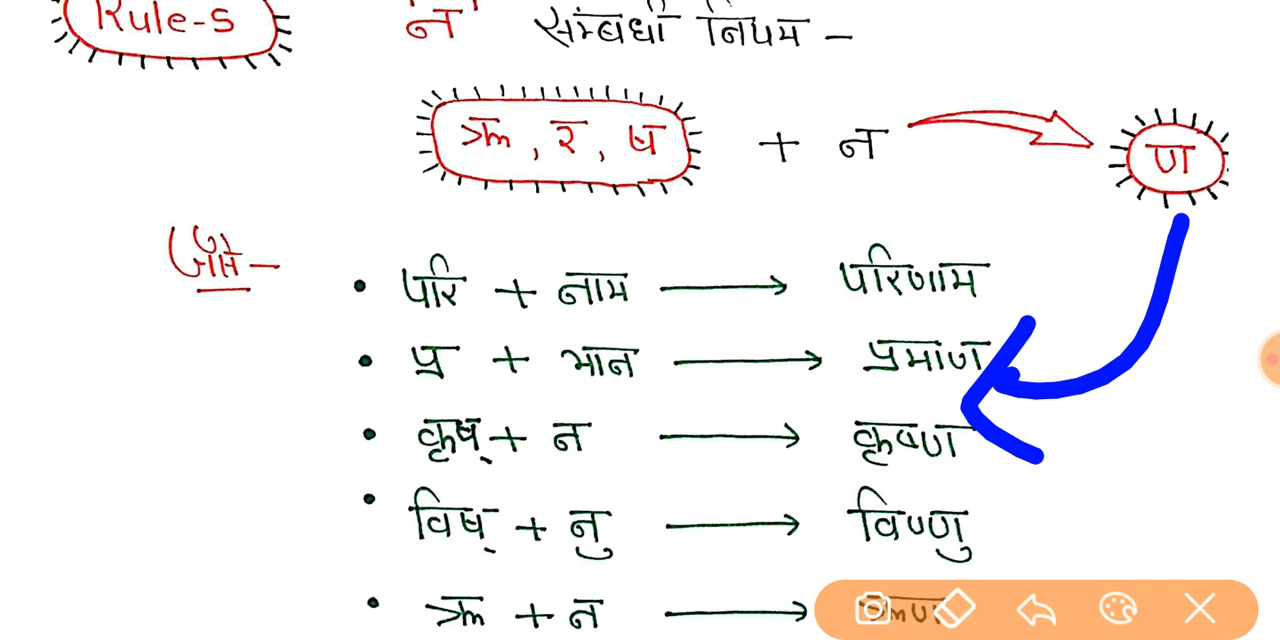 Rule-5 न संबंधी नियम -
ऋ, र, ष + न ण
जैसे-
• परि + नाम → परिणाम
• प्र + मान → प्रमाण
• कृष् + न → कृष्ण
• विष् + नु → विष्णु
• ऋ + न →